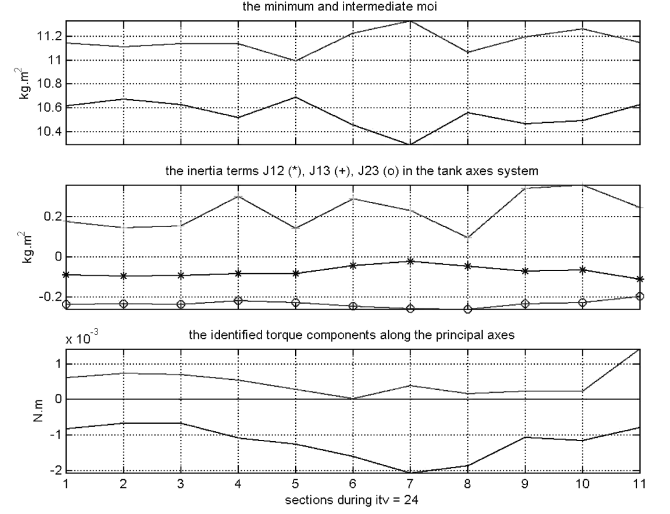 the minimum and intermediate moi
11.2
11
10.8
10.6
10.4
kg.m²
the inertia terms J12 (*), J13 (+), J23 (o) in the tank axes system
0.2
0
-0.2
kg.m²
the identified torque components along the principal axes
x 10⁻³
1
0
-1
-2
N.m
1 2 3 4 5 6 7 8 9 10 11
sections during itv = 24